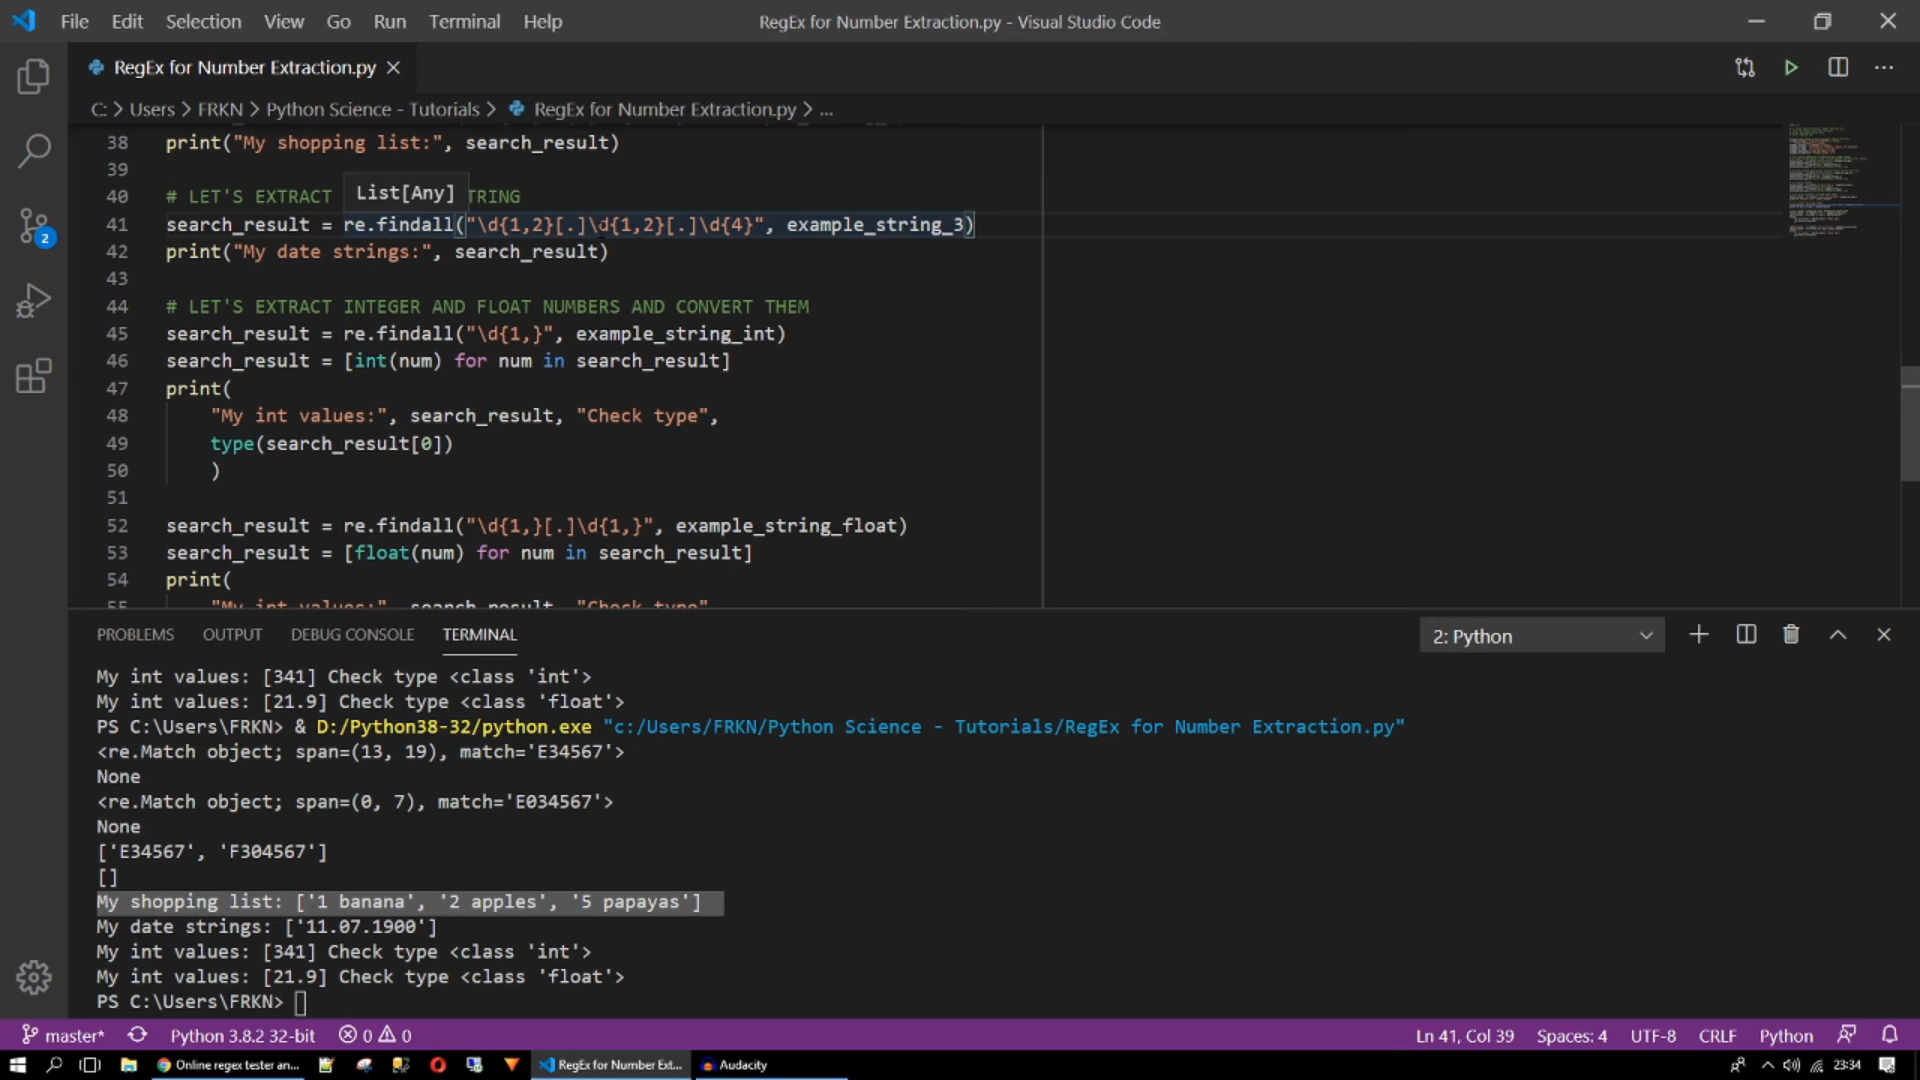 File Edit Selection View Go Run Terminal Help RegEx for Number Extraction.py - Visual Studio Code
RegEx for Number Extraction.py
C: > Users > FRKN > Python Science - Tutorials > RegEx for Number Extraction.py > ...
38 print("My shopping list:", search_result)
39
List[Any]
40 # LET'S EXTRACT TRING
41 search_result = re.findall("\d{1,2}[.]\d{1,2}[.]\d{4}", example_string_3)
42 print("My date strings:", search_result)
43
44 # LET'S EXTRACT INTEGER AND FLOAT NUMBERS AND CONVERT THEM
45 search_result = re.findall("\d{1,}", example_string_int)
46 search_result = [int(num) for num in search_result]
47 print(
48 "My int values:", search_result, "Check type",
49 type(search_result[0])
50 )
51
52 search_result = re.findall("\d{1,}[.]\d{1,}", example_string_float)
53 search_result = [float(num) for num in search_result]
54 print(
55 "My int values:", search_result, "Check type"
2
PROBLEMS OUTPUT DEBUG CONSOLE TERMINAL 2: Python
My int values: [341] Check type <class 'int'>
My int values: [21.9] Check type <class 'float'>
PS C:\Users\FRKN> & D:/Python38-32/python.exe "c:/Users/FRKN/Python Science - Tutorials/RegEx for Number Extraction.py"
<re.Match object; span=(13, 19), match='E34567'>
None
<re.Match object; span=(0, 7), match='E034567'>
None
['E34567', 'F304567']
[]
My shopping list: ['1 banana', '2 apples', '5 papayas']
My date strings: ['11.07.1900']
My int values: [341] Check type <class 'int'>
My int values: [21.9] Check type <class 'float'>
PS C:\Users\FRKN>
master* Python 3.8.2 32-bit 0 0 Ln 41, Col 39 Spaces: 4 UTF-8 CRLF Python
Online regex tester an... RegEx for Number Ext... Audacity 23:34